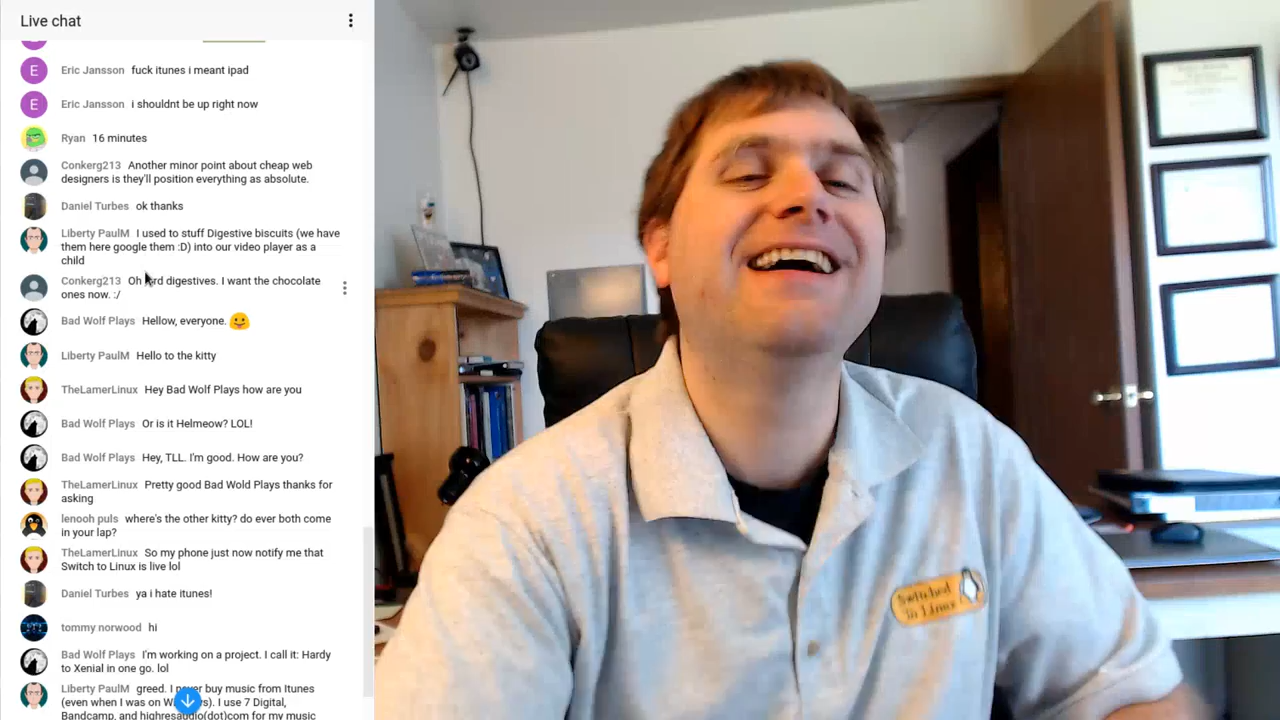 Live chat
Eric Jansson fuck itunes i meant ipad
Eric Jansson i shouldnt be up right now
Ryan 16 minutes
Conkerg213 Another minor point about cheap web
designers is they'll position everything as absolute.
Daniel Turbes ok thanks
Liberty PaulM I used to stuff Digestive biscuits (we have
them here google them :D) into our video player as a
child
Conkerg213 Oh rd digestives. I want the chocolate
ones now. :/
Bad Wolf Plays Hellow, everyone.
Liberty PaulM Hello to the kitty
TheLamerLinux Hey Bad Wolf Plays how are you
Bad Wolf Plays Or is it Helmeow? LOL!
Bad Wolf Plays Hey, TLL. I'm good. How are you?
TheLamerLinux Pretty good Bad Wold Plays thanks for
asking
lenooh puls where's the other kitty? do ever both come
in your lap?
TheLamerLinux So my phone just now notify me that
Switch to Linux is live lol
Daniel Turbes ya i hate itunes!
tommy norwood hi
Bad Wolf Plays I'm working on a project. I call it: Hardy
to Xenial in one go. lol
Liberty PaulM greed. I never buy music from Itunes
(even when I was on W s). I use 7 Digital,
Bandcamp, and highresaudio(dot)com for my music
Switched
to Linux